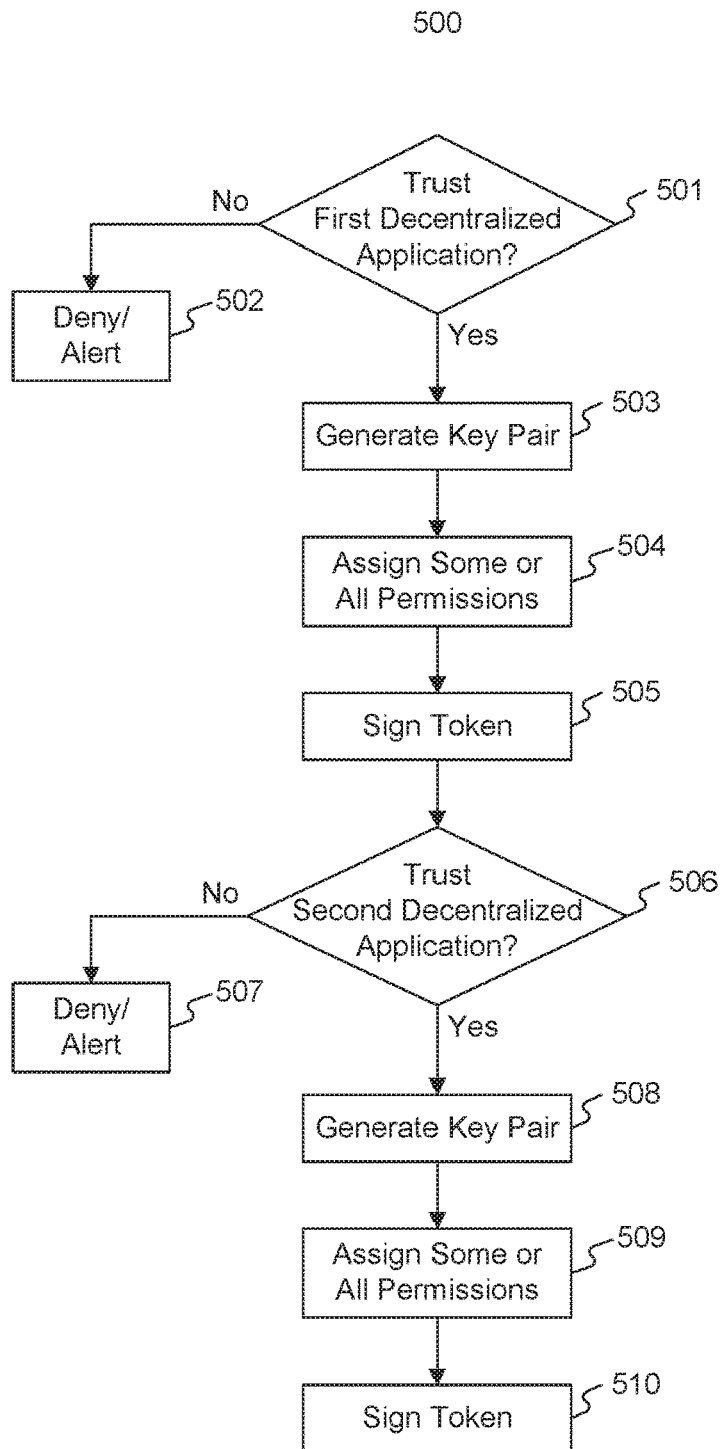 500
Trust
First Decentralized
Application?
501
No
Deny/
Alert
502
Yes
Generate Key Pair
503
Assign Some or
All Permissions
504
Sign Token
505
Trust
Second Decentralized
Application?
506
No
Deny/
Alert
507
Yes
Generate Key Pair
508
Assign Some or
All Permissions
509
Sign Token
510